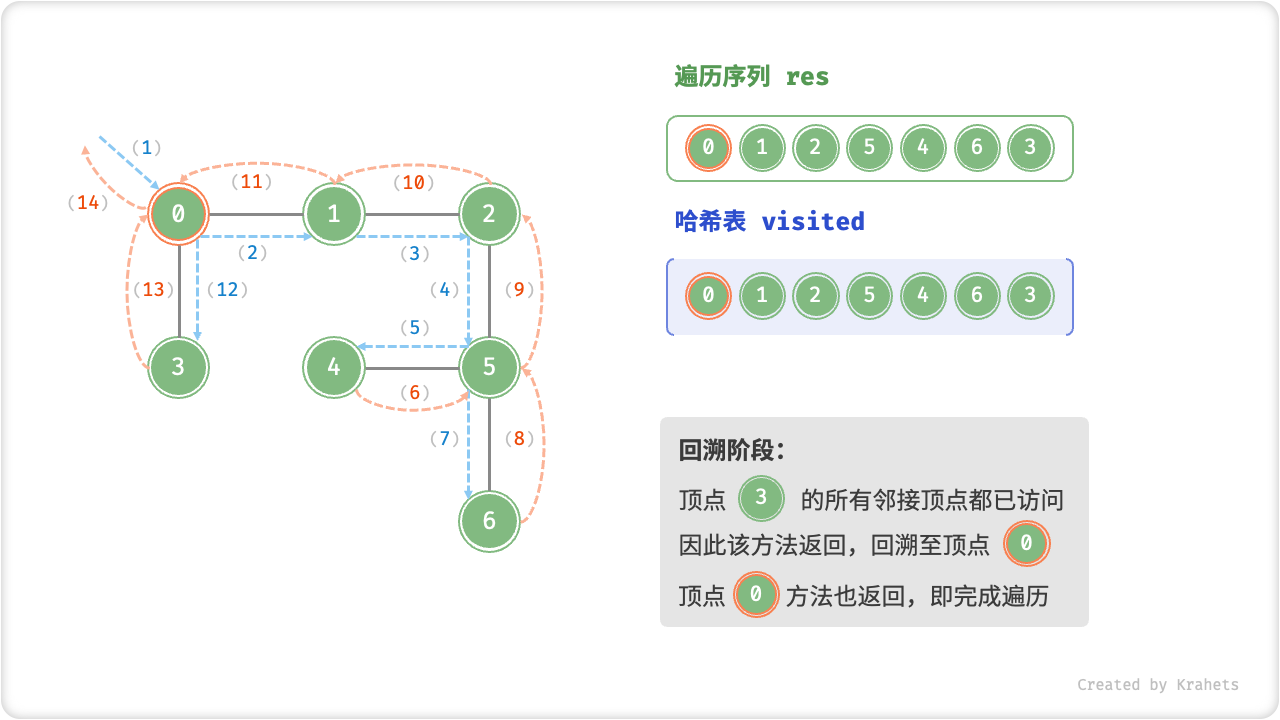 遍历序列 res
0 1 2 5 4 6 3
哈希表 visited
0 1 2 5 4 6 3
(1)
(14)
(11)
(10)
0 1 2
(2)
(3)
(13)
(12)
(4)
(9)
(5)
3 4 5
(6)
(7)
(8)
6
回溯阶段：
顶点 3 的所有邻接顶点都已访问
因此该方法返回，回溯至顶点 0
顶点 0 方法也返回，即完成遍历
Created by Krahets